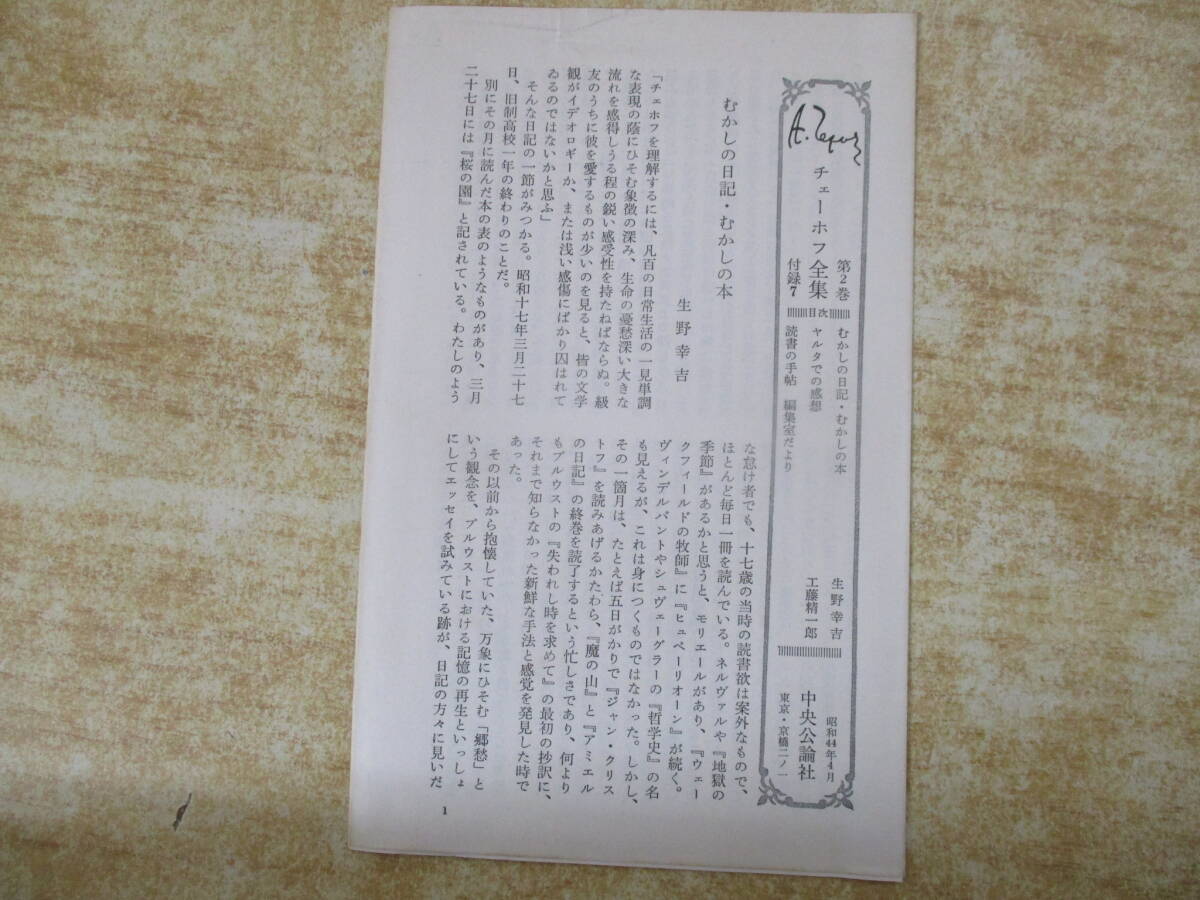 チェーホフ全集
第2巻
付録7
目次
むかしの日記・むかしの本
生野幸吉
ヤルタでの感想
工藤精一郎
読書の手帖 編集室だより
昭和44年4月
中央公論社
東京・京橋二ノ一
むかしの日記・むかしの本
生野幸吉
「チェホフを理解するには、凡百の日常生活の一見単調
な表現の蔭にひそむ象徴の深み、生命の憂愁深い大きな
流れを感得しうる程の鋭い感受性を持たねばならぬ。級
友のうちに彼を愛するものが少いのを見ると、皆の文学
観がイデオロギーか、または浅い感傷にばかり囚はれて
ゐるのではないかと思ふ」
そんな日記の一節がみつかる。昭和十七年三月二十七
日、旧制高校一年の終わりのことだ。
別にその月に読んだ本の表のようなものがあり、三月
二十七日には『桜の園』と記されている。わたしのよう
な怠け者でも、十七歳の当時の読書欲は案外なもので、
ほとんど毎日一冊を読んでいる。ネルヴァルや『地獄の
季節』があるかと思うと、モリエールがあり、『ウェー
クフィールドの牧師』に『ヒュペーリオーン』が続く。
ヴィンデルバントやシュヴェーグラーの『哲学史』の名
も見えるが、これは身につくものではなかった。しかし、
その一箇月は、たとえば五日がかりで『ジャン・クリス
トフ』を読みあげるかたわら、『魔の山』と『アミエル
の日記』の終巻を読了するという忙しさであり、何より
もプルウストの『失われし時を求めて』の最初の抄訳に、
それまで知らなかった新鮮な手法と感覚を発見した時で
あった。
その以前から抱懐していた、万象にひそむ「郷愁」と
いう観念を、プルウストにおける記憶の再生といっしょ
にしてエッセイを試みている跡が、日記の方々に見いだ
1